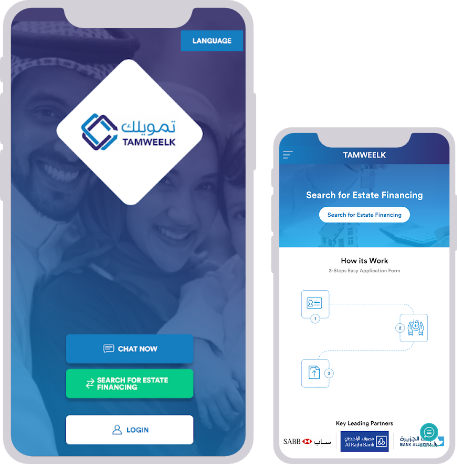 LANGUAGE
تمويلك
TAMWEELK
CHAT NOW
SEARCH FOR ESTATE
FINANCING
LOGIN
TAMWEELK
Search for Estate Financing
Search for Estate Financing
How its Work
3-Steps Easy Application Form
1
2
3
Key Leading Partners
SABB
ساب
مصرف الراجحي
Al Rajhi Bank
الجزيرة
BANK